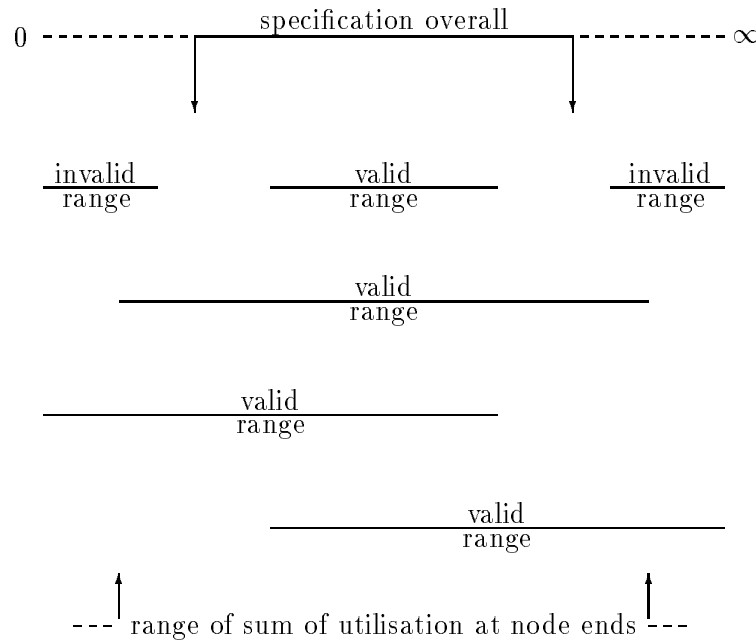 specification overall
0 ∞
invalid valid invalid
range range range
valid
range
valid
range
valid
range
range of sum of utilisation at node ends